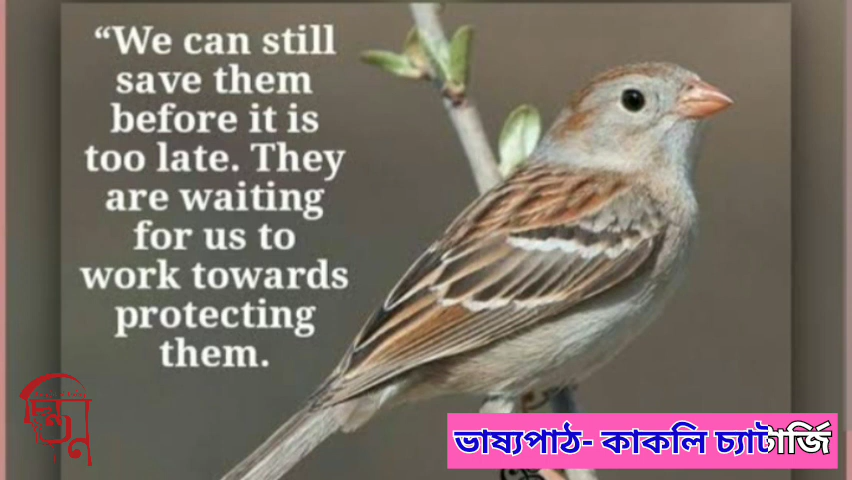 “We can still
save them
before it is
too late. They
are waiting
for us to
work towards
protecting
them.
ভাষ্যপাঠ- কাকলি চ্যাটার্জি